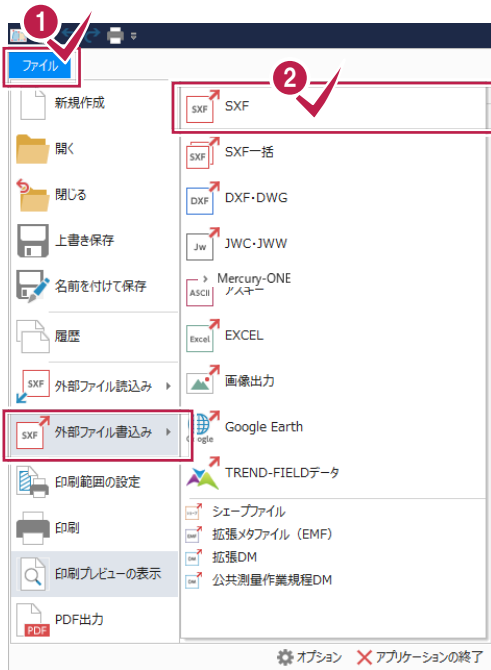 1
ファイル
新規作成
開く
閉じる
上書き保存
名前を付けて保存
履歴
SXF 外部ファイル読込み
SXF 外部ファイル書込み
印刷範囲の設定
印刷
印刷プレビューの表示
PDF PDF出力
2
SXF SXF
SXF SXF一括
DXF DXF・DWG
Jw JWC・JWW
Mercury-ONE
ASCII アスキー
Excel EXCEL
画像出力
Google Earth
TREND-FIELDデータ
シェープファイル
EMF 拡張メタファイル（EMF）
DM 拡張DM
DM 公共測量作業規程DM
オプション アプリケーションの終了